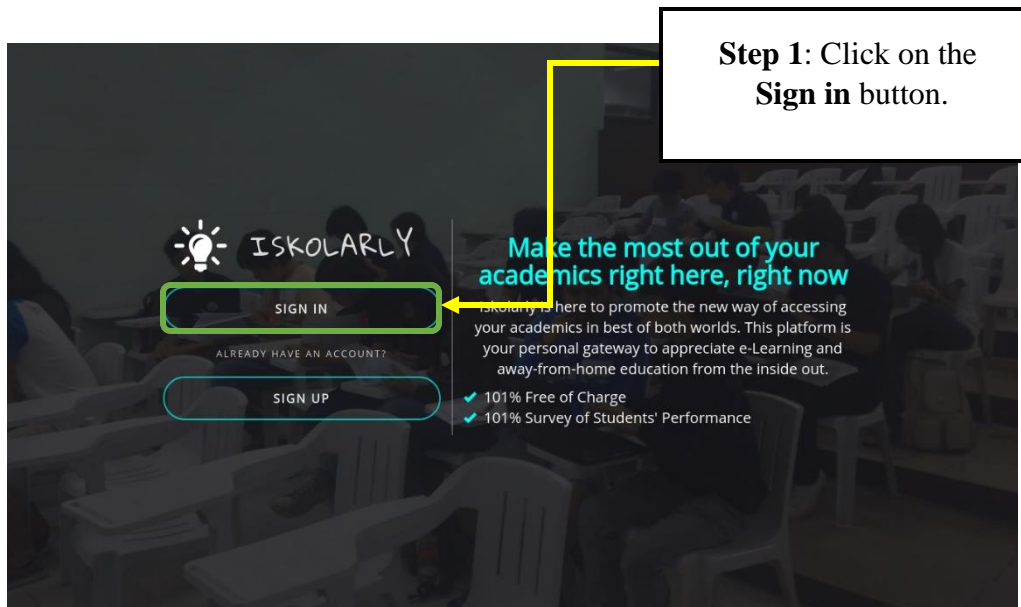 Step 1: Click on the
Sign in button.
ISKOLARLY
SIGN IN
ALREADY HAVE AN ACCOUNT?
SIGN UP
Make the most out of your
academics right here, right now
Iskolarly is here to promote the new way of accessing
your academics in best of both worlds. This platform is
your personal gateway to appreciate e-Learning and
away-from-home education from the inside out.
101% Free of Charge
101% Survey of Students' Performance